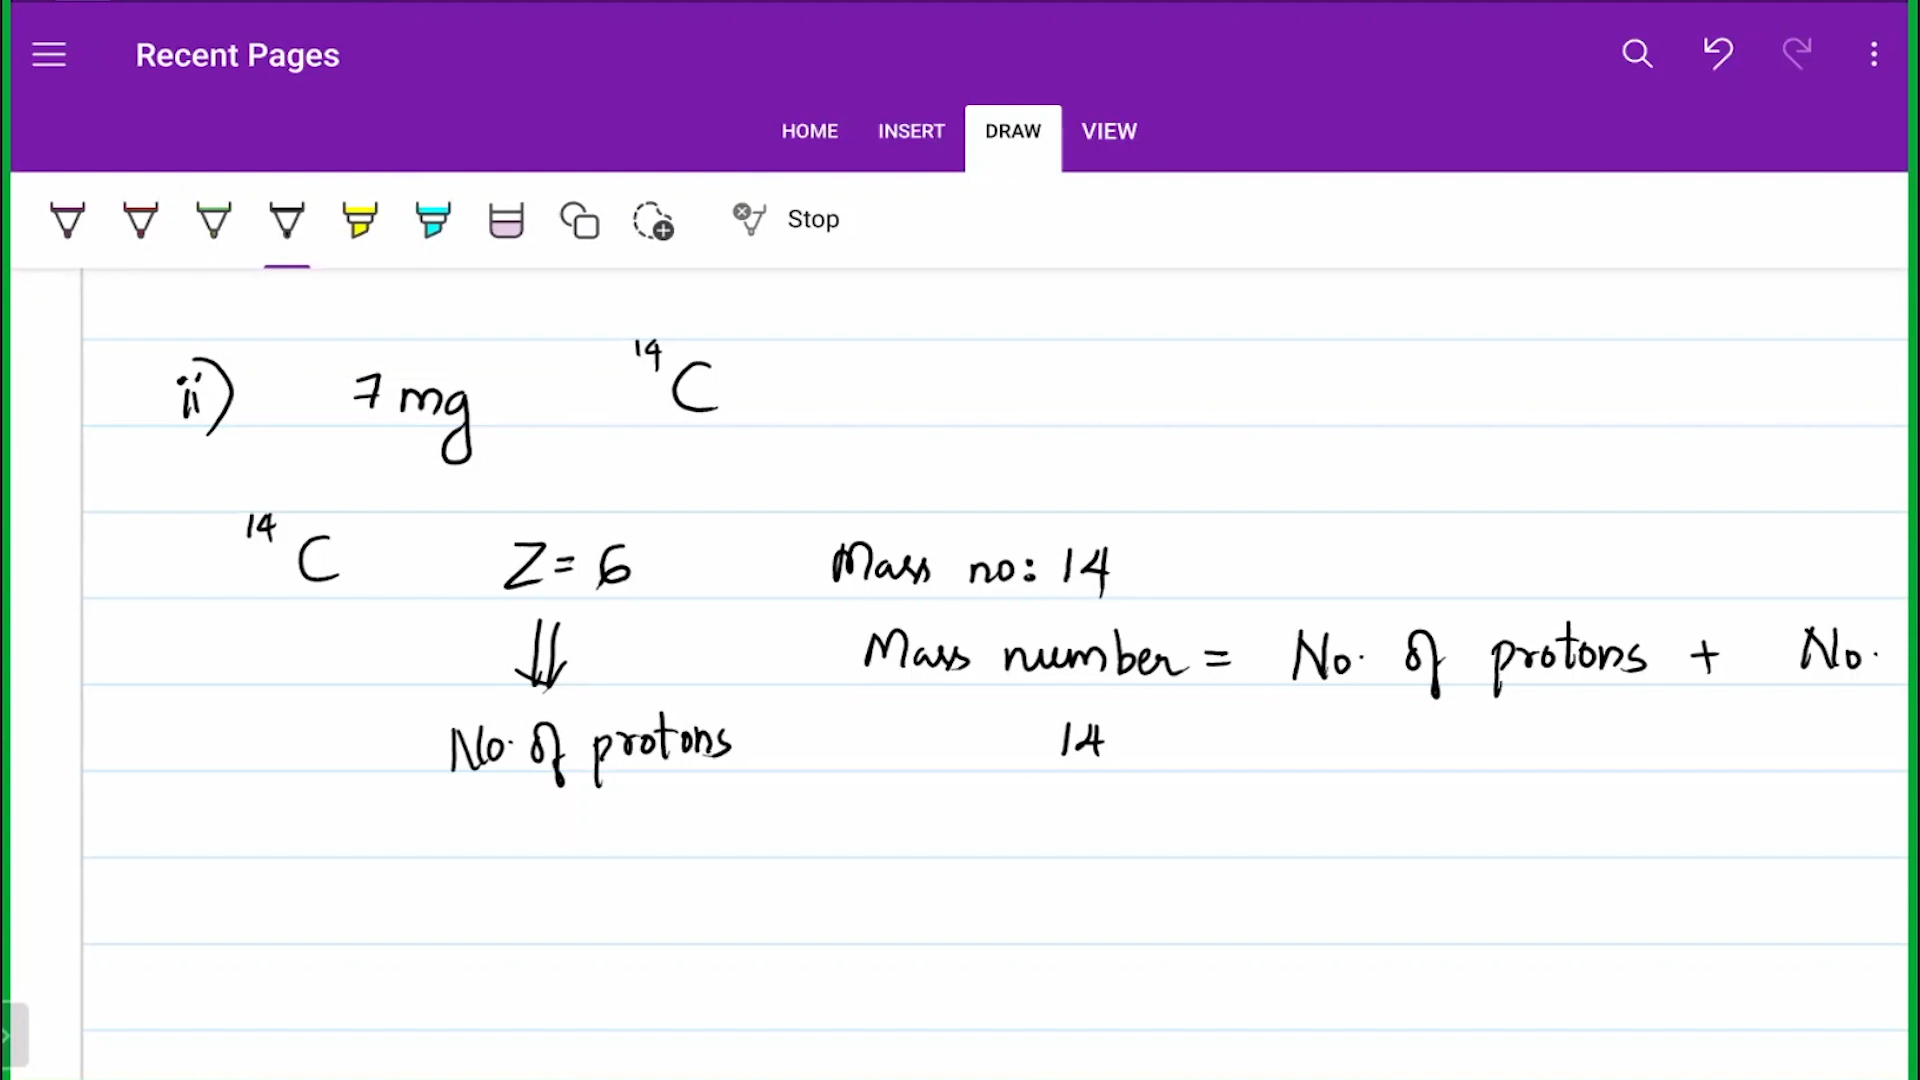 Recent Pages
HOME INSERT DRAW VIEW
Stop
ii) 7 mg ¹⁴C
¹⁴C Z = 6 Mass no: 14
Mass number = No. of protons + No.
No. of protons 14